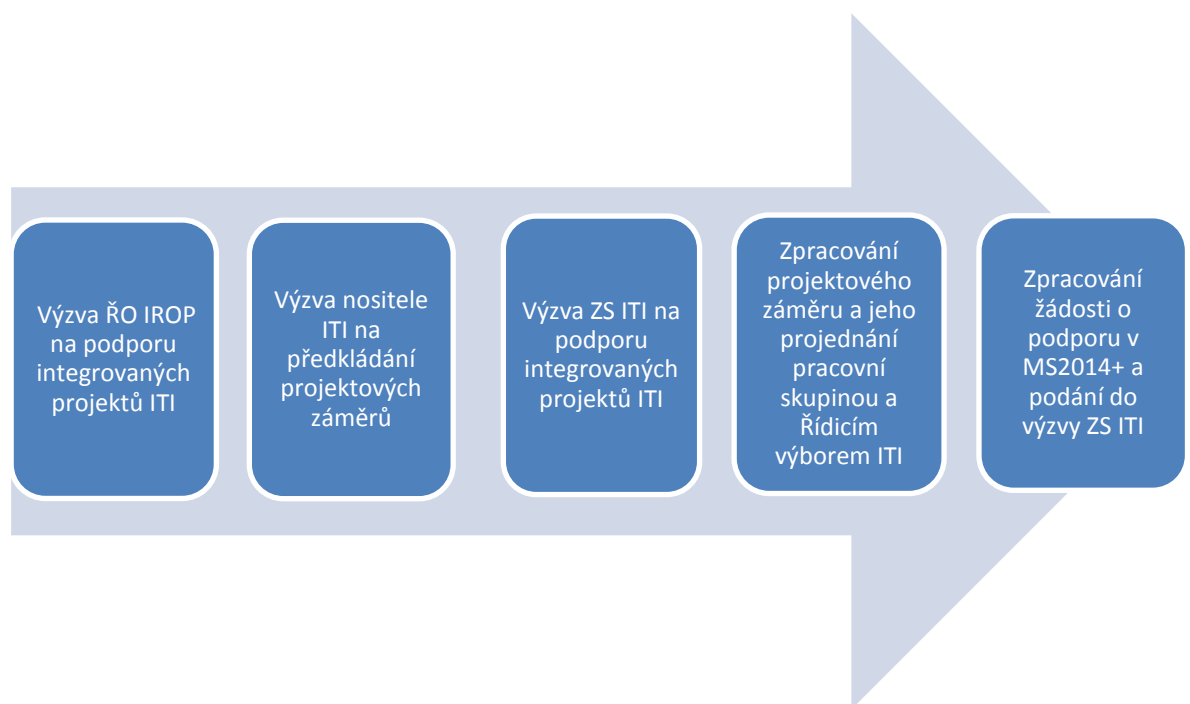 Výzva ŘO IROP
na podporu
integrovaných
projektů ITI
Výzva nositele
ITI na
předkládání
projektových
záměrů
Výzva ZS ITI na
podporu
integrovaných
projektů ITI
Zpracování
projektového
záměru a jeho
projednání
pracovní
skupinou a
Řídicím
výborem ITI
Zpracování
žádosti o
podporu v
MS2014+ a
podání do
výzvy ZS ITI